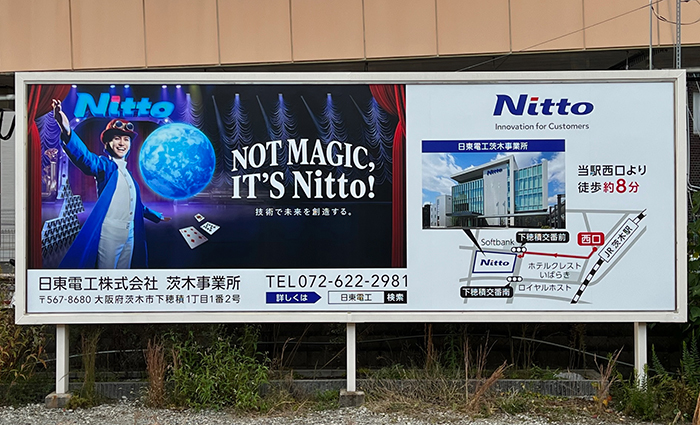 Nitto
NOT MAGIC,
IT'S Nitto!
技術で未来を創造する。
日東電工株式会社 茨木事業所
〒567-8680 大阪府茨木市下穂積1丁目1番2号
TEL072-622-2981
詳しくは 日東電工 検索
Nitto
Innovation for Customers
日東電工茨木事業所
Nitto
当駅西口より
徒歩約8分
Softbank
下穂積交番前
西口
JR 茨木駅
Nitto
ホテルクレスト
いばらき
下穂積交番南
ロイヤルホスト